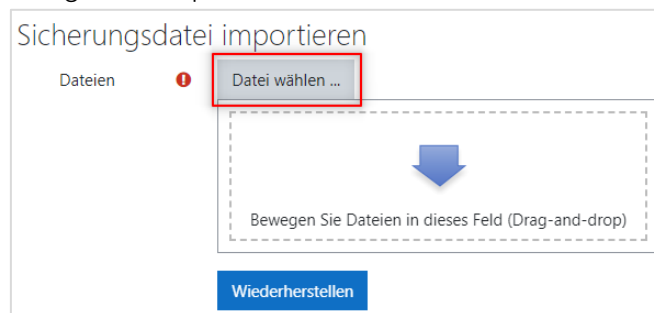 Sicherungsdatei importieren
Dateien
Datei wählen ...
Bewegen Sie Dateien in dieses Feld (Drag-and-drop)
Wiederherstellen